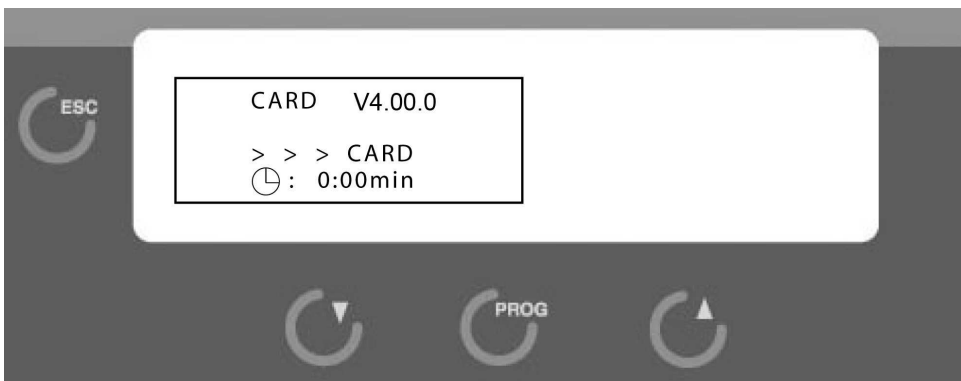 ESC
CARD V4.00.0
> > > CARD
: 0:00min
▼ PROG ▲